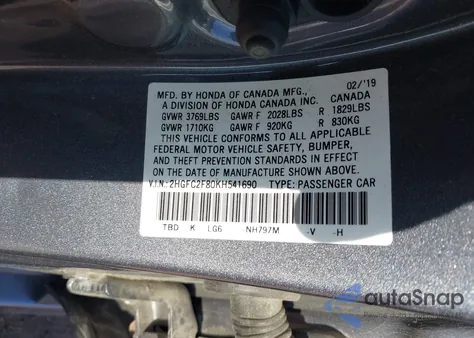 02/'19
MFD. BY HONDA OF CANADA MFG., CANADA
A DIVISION OF HONDA CANADA INC.
GVWR 3769LBS GAWR F 2028LBS R 1829LBS
GVWR 1710KG GAWR F 920KG R 830KG
THIS VEHICLE CONFORMS TO ALL APPLICABLE
FEDERAL MOTOR VEHICLE SAFETY, BUMPER,
AND THEFT PREVENTION STANDARDS IN EFFECT
ON THE DATE OF MANUFACTURE SHOWN ABOVE.
V.I.N.: 2HGFC2F80KH541690 TYPE: PASSENGER CAR
TBD K LG6 NH797M -V -H
autoSnap